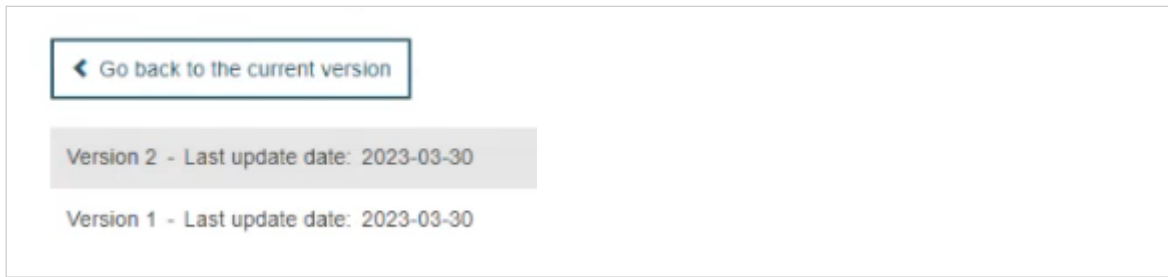 Go back to the current version
Version 2 - Last update date: 2023-03-30
Version 1 - Last update date: 2023-03-30